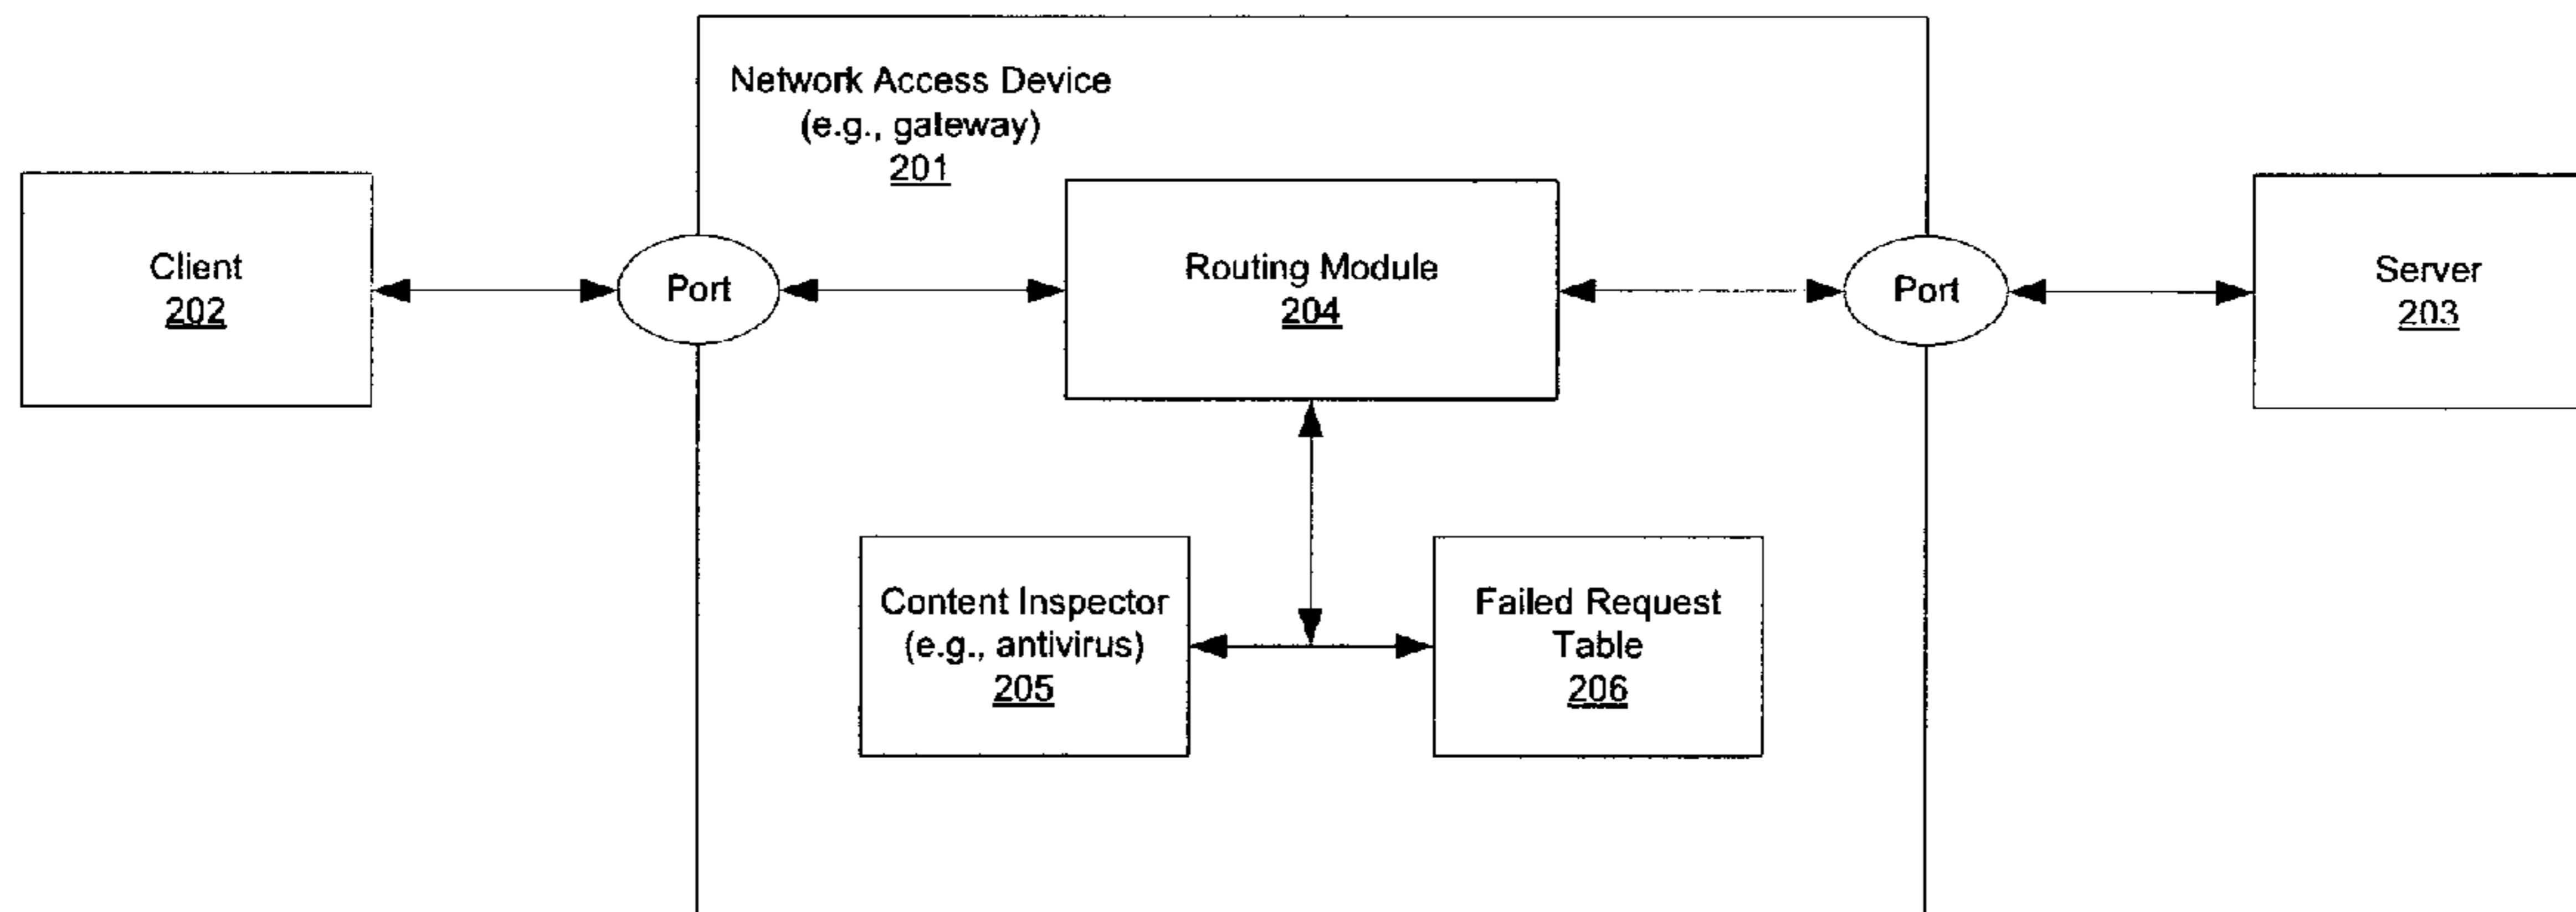 Network Access Device
(e.g., gateway)
201
Client
202
Port
Routing Module
204
Port
Server
203
Content Inspector
(e.g., antivirus)
205
Failed Request
Table
206